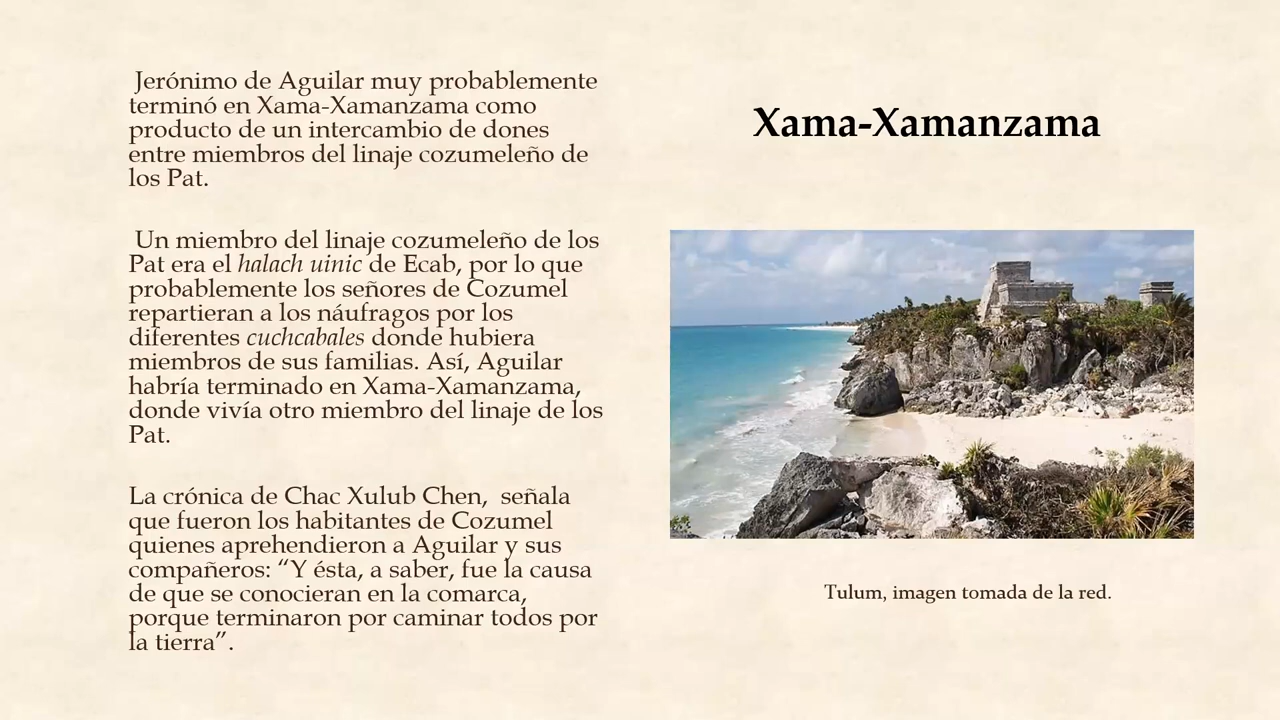 Jerónimo de Aguilar muy probablemente
terminó en Xama-Xamanzama como
producto de un intercambio de dones
entre miembros del linaje cozumeleño de
los Pat.
Un miembro del linaje cozumeleño de los
Pat era el halach uinic de Ecab, por lo que
probablemente los señores de Cozumel
repartieran a los náufragos por los
diferentes cuchcabales donde hubiera
miembros de sus familias. Así, Aguilar
habría terminado en Xama-Xamanzama,
donde vivía otro miembro del linaje de los
Pat.
La crónica de Chac Xulub Chen,  señala
que fueron los habitantes de Cozumel
quienes aprehendieron a Aguilar y sus
compañeros: “Y ésta, a saber, fue la causa
de que se conocieran en la comarca,
porque terminaron por caminar todos por
la tierra”.
Xama-Xamanzama
Tulum, imagen tomada de la red.